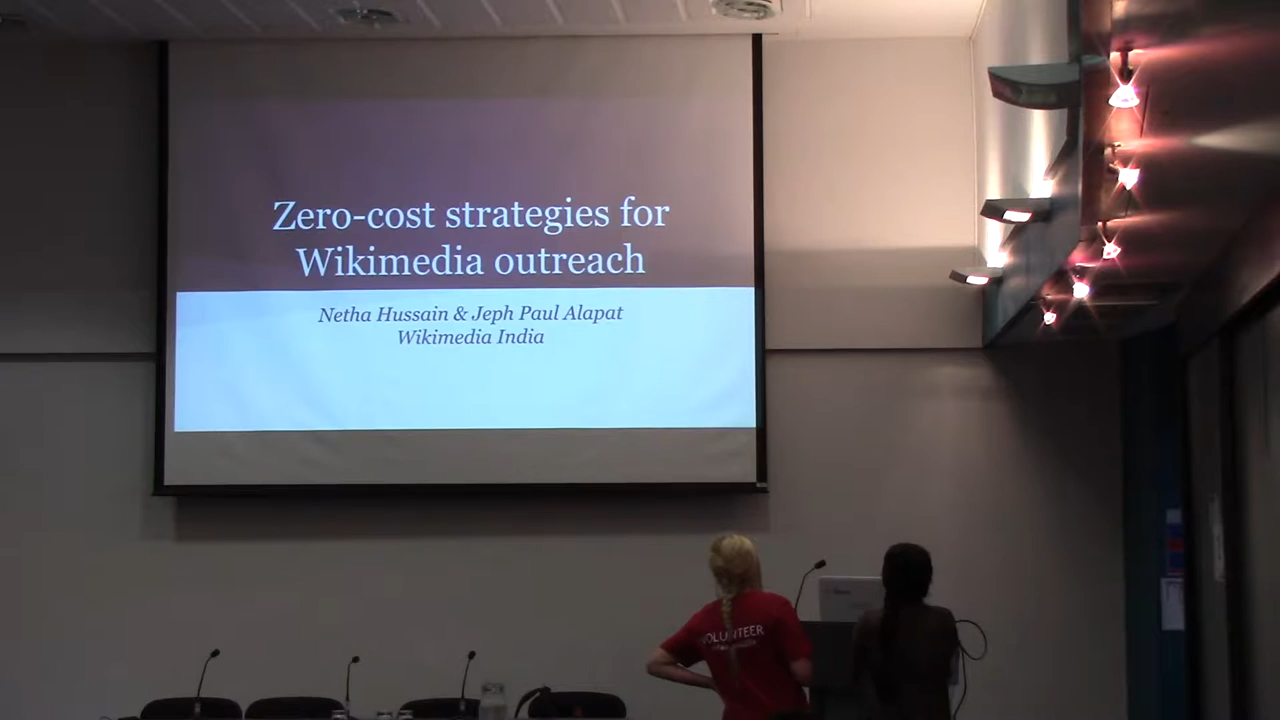 Zero-cost strategies for
Wikimedia outreach
Netha Hussain & Jeph Paul Alapat
Wikimedia India
VOLUNTEER